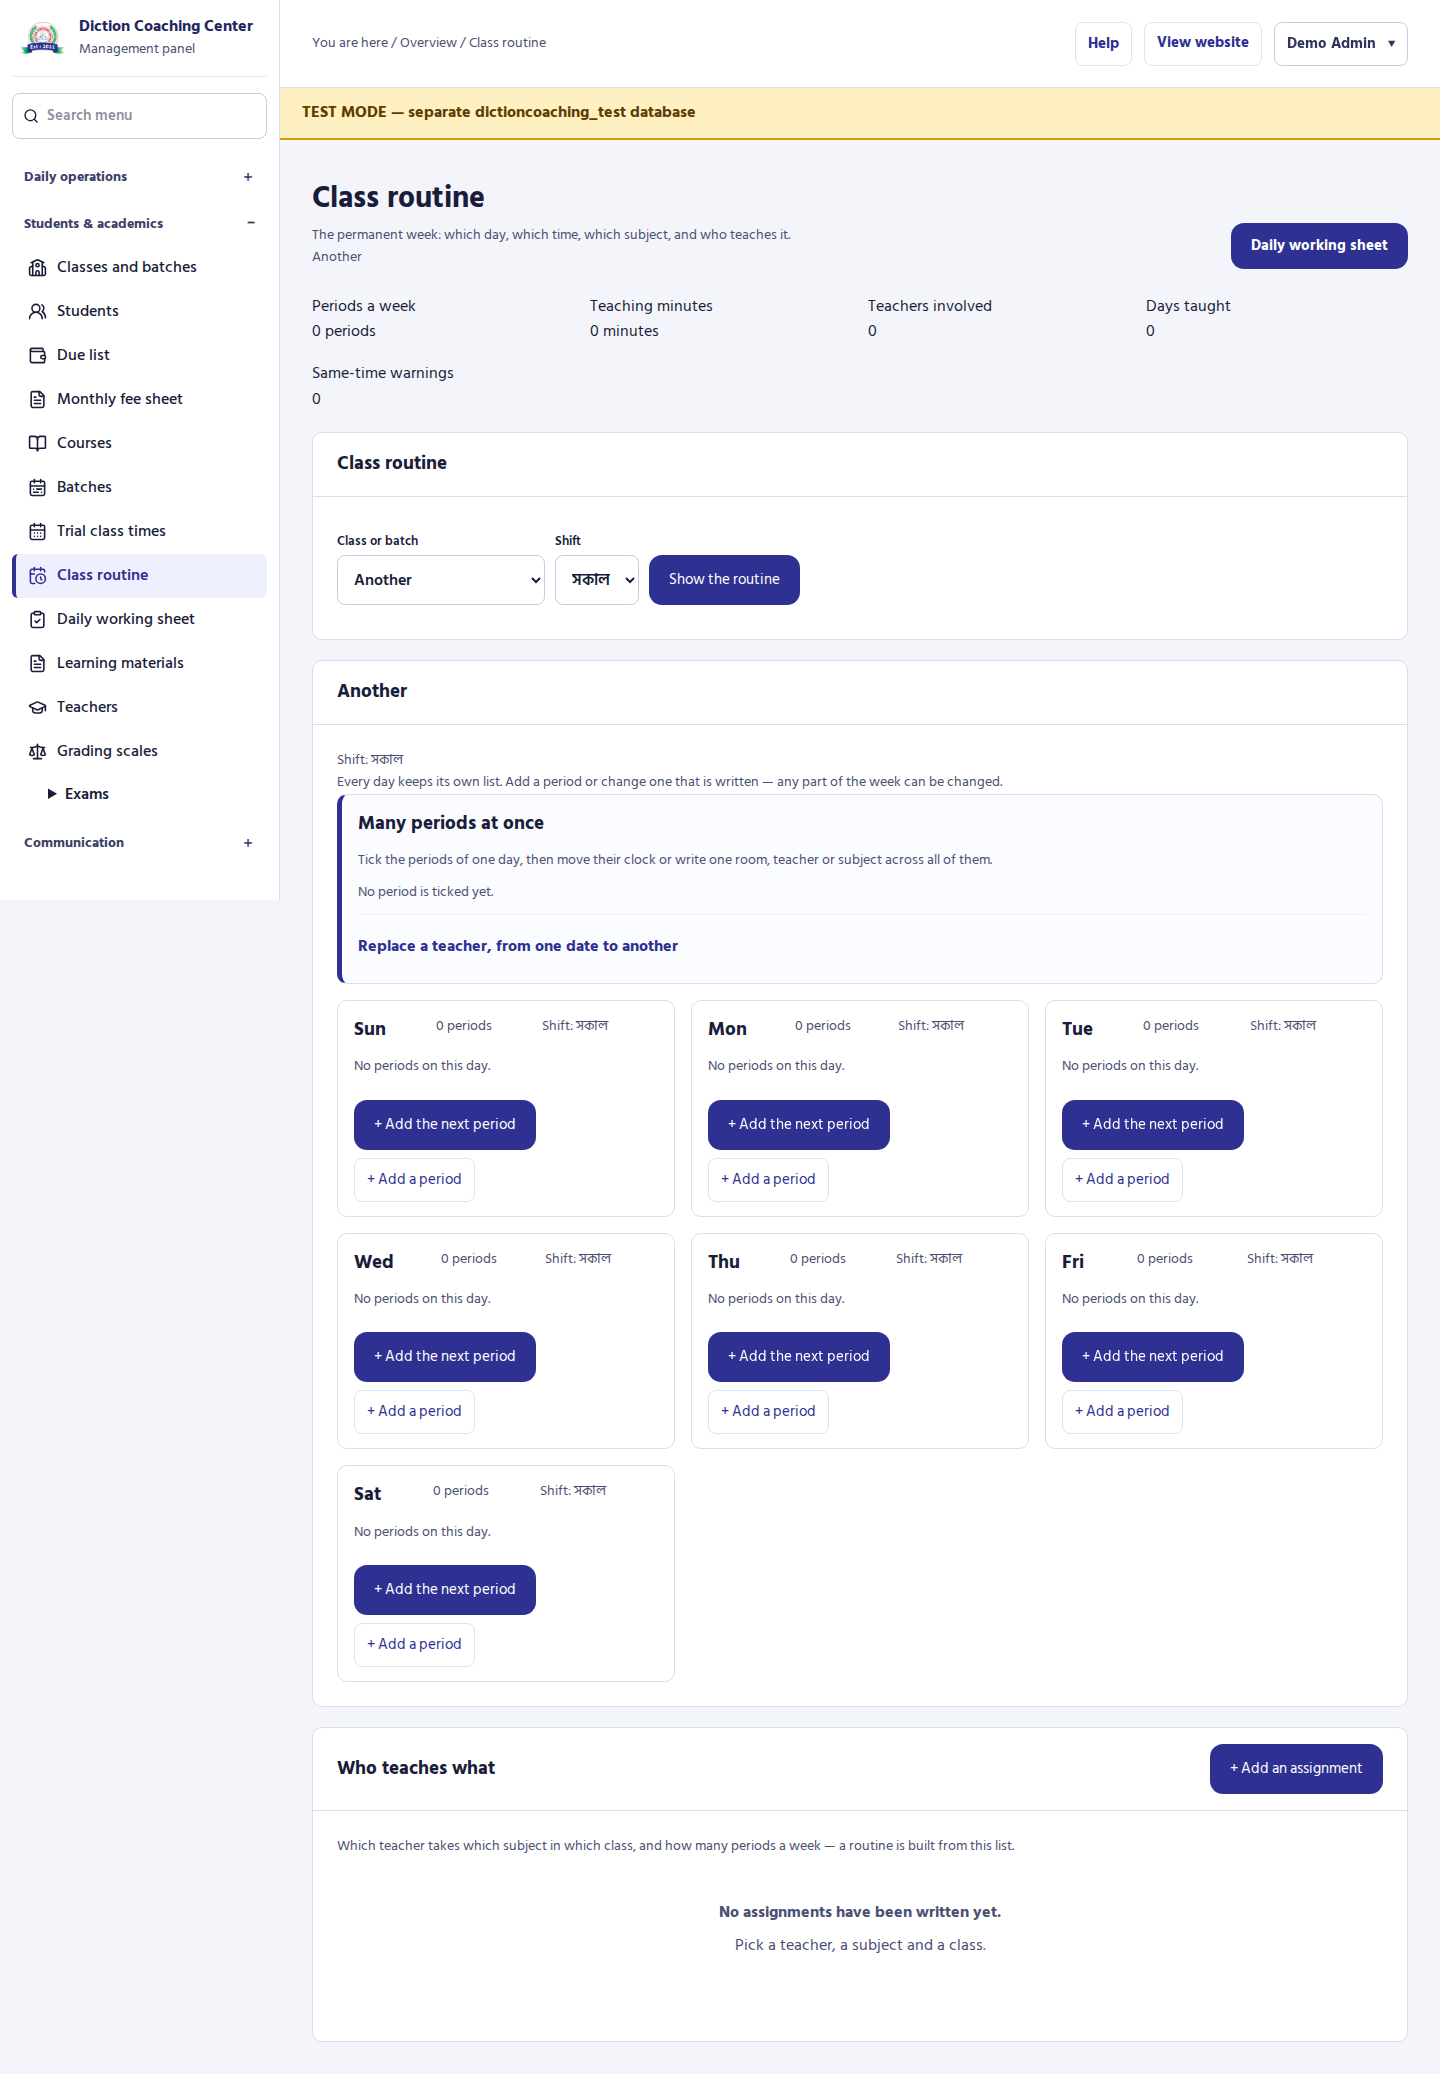 Diction Coaching Center
Management panel
Est : 2011
Search menu
Daily operations +
Students & academics −
Classes and batches
Students
Due list
Monthly fee sheet
Courses
Batches
Trial class times
Class routine
Daily working sheet
Learning materials
Teachers
Grading scales
Exams
Communication +
You are here / Overview / Class routine
Help
View website
Demo Admin
TEST MODE — separate dictioncoaching_test database
Class routine
The permanent week: which day, which time, which subject, and who teaches it.
Another
Daily working sheet
Periods a week
0 periods
Teaching minutes
0 minutes
Teachers involved
0
Days taught
0
Same-time warnings
0
Class routine
Class or batch
Another
Shift
সকাল
Show the routine
Another
Shift: সকাল
Every day keeps its own list. Add a period or change one that is written — any part of the week can be changed.
Many periods at once
Tick the periods of one day, then move their clock or write one room, teacher or subject across all of them.
No period is ticked yet.
Replace a teacher, from one date to another
Sun 0 periods Shift: সকাল
No periods on this day.
+ Add the next period
+ Add a period
Mon 0 periods Shift: সকাল
No periods on this day.
+ Add the next period
+ Add a period
Tue 0 periods Shift: সকাল
No periods on this day.
+ Add the next period
+ Add a period
Wed 0 periods Shift: সকাল
No periods on this day.
+ Add the next period
+ Add a period
Thu 0 periods Shift: সকাল
No periods on this day.
+ Add the next period
+ Add a period
Fri 0 periods Shift: সকাল
No periods on this day.
+ Add the next period
+ Add a period
Sat 0 periods Shift: সকাল
No periods on this day.
+ Add the next period
+ Add a period
Who teaches what
+ Add an assignment
Which teacher takes which subject in which class, and how many periods a week — a routine is built from this list.
No assignments have been written yet.
Pick a teacher, a subject and a class.